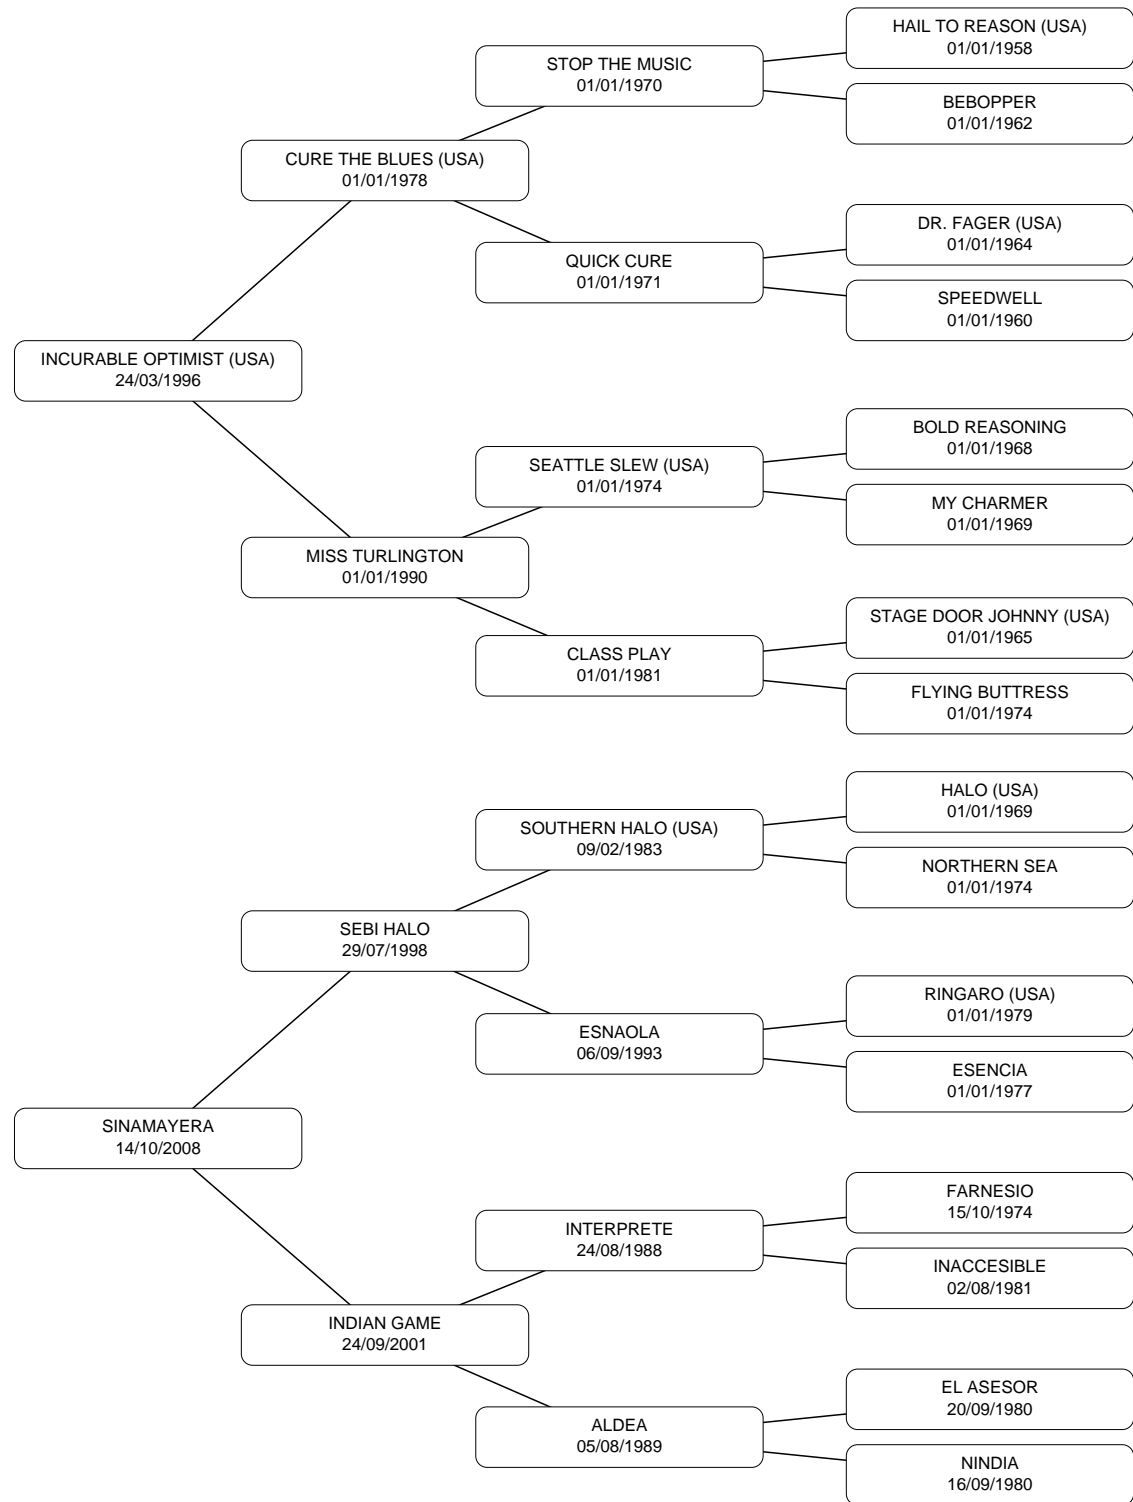 HAIL TO REASON (USA)
01/01/1958
STOP THE MUSIC
01/01/1970
BEBOPPER
01/01/1962
CURE THE BLUES (USA)
01/01/1978
DR. FAGER (USA)
01/01/1964
QUICK CURE
01/01/1971
SPEEDWELL
01/01/1960
INCURABLE OPTIMIST (USA)
24/03/1996
BOLD REASONING
01/01/1968
SEATTLE SLEW (USA)
01/01/1974
MY CHARMER
01/01/1969
MISS TURLINGTON
01/01/1990
STAGE DOOR JOHNNY (USA)
01/01/1965
CLASS PLAY
01/01/1981
FLYING BUTTRESS
01/01/1974
HALO (USA)
01/01/1969
SOUTHERN HALO (USA)
09/02/1983
NORTHERN SEA
01/01/1974
SEBI HALO
29/07/1998
RINGARO (USA)
01/01/1979
ESNAOLA
06/09/1993
ESENCIA
01/01/1977
SINAMAYERA
14/10/2008
FARNESIO
15/10/1974
INTERPRETE
24/08/1988
INACCESIBLE
02/08/1981
INDIAN GAME
24/09/2001
EL ASESOR
20/09/1980
ALDEA
05/08/1989
NINDIA
16/09/1980